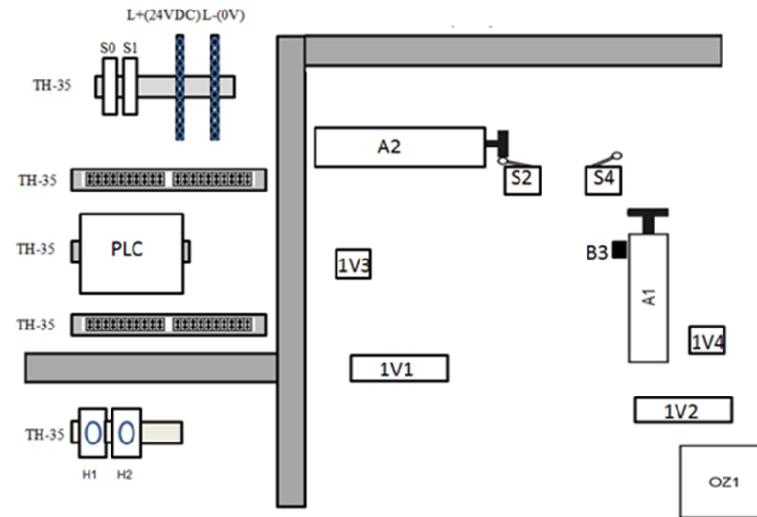 L+(24VDC) L-(0V)
S0 S1
TH-35
A2
TH-35
S2
S4
TH-35
PLC
B3
1V3
A1
TH-35
1V4
1V1
1V2
TH-35
H1 H2
OZ1